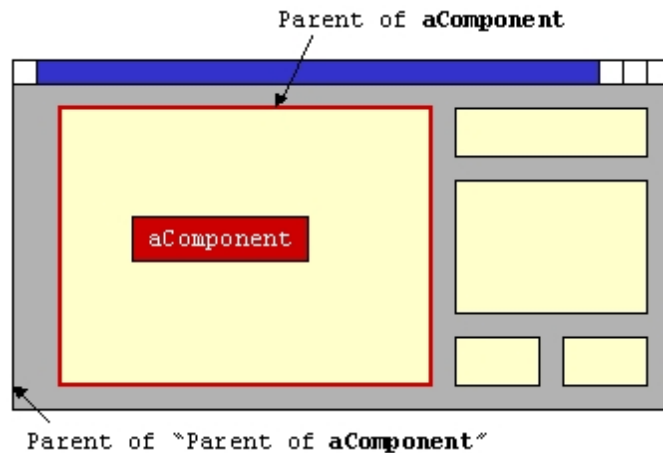 Parent of aComponent
aComponent
Parent of "Parent of aComponent"